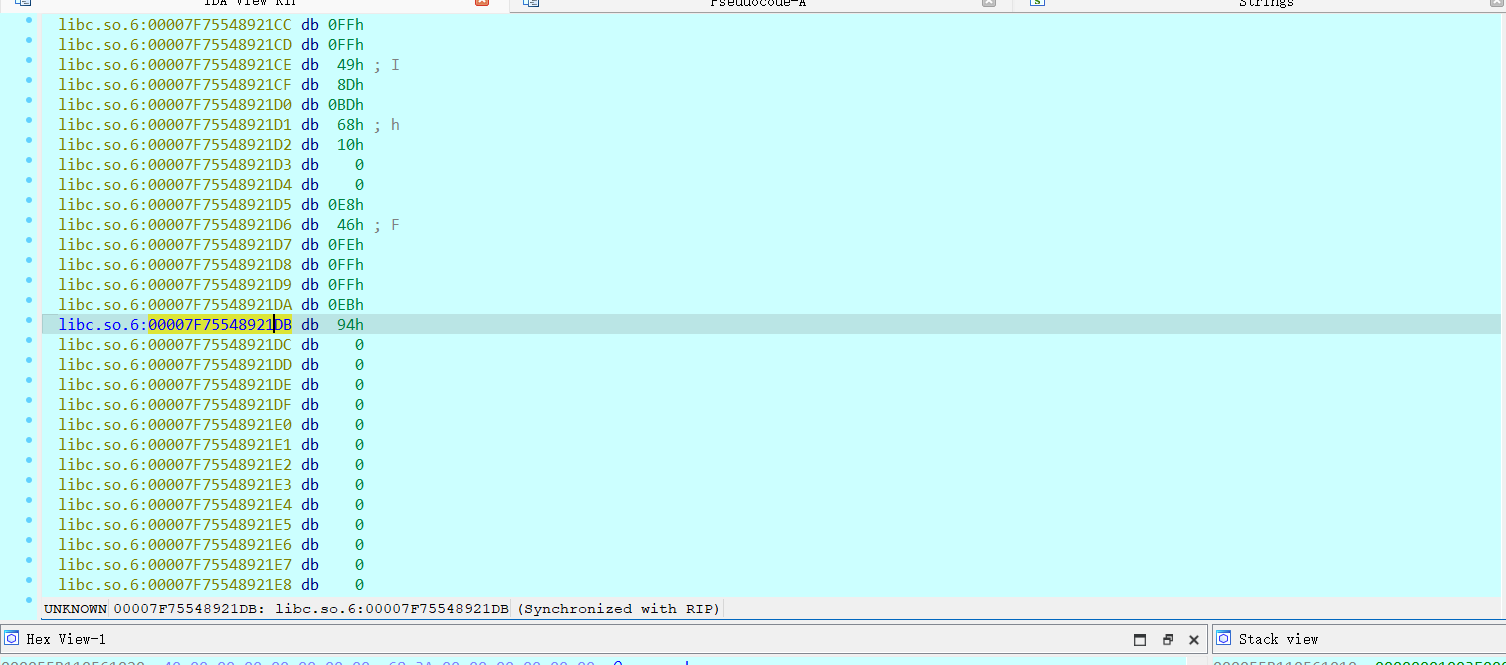 IDA View-RIP Pseudocode-A Strings
libc.so.6:00007F75548921CC db 0FFh
libc.so.6:00007F75548921CD db 0FFh
libc.so.6:00007F75548921CE db 49h ; I
libc.so.6:00007F75548921CF db 8Dh
libc.so.6:00007F75548921D0 db 0BDh
libc.so.6:00007F75548921D1 db 68h ; h
libc.so.6:00007F75548921D2 db 10h
libc.so.6:00007F75548921D3 db 0
libc.so.6:00007F75548921D4 db 0
libc.so.6:00007F75548921D5 db 0E8h
libc.so.6:00007F75548921D6 db 46h ; F
libc.so.6:00007F75548921D7 db 0FEh
libc.so.6:00007F75548921D8 db 0FFh
libc.so.6:00007F75548921D9 db 0FFh
libc.so.6:00007F75548921DA db 0EBh
libc.so.6:00007F75548921DB db 94h
libc.so.6:00007F75548921DC db 0
libc.so.6:00007F75548921DD db 0
libc.so.6:00007F75548921DE db 0
libc.so.6:00007F75548921DF db 0
libc.so.6:00007F75548921E0 db 0
libc.so.6:00007F75548921E1 db 0
libc.so.6:00007F75548921E2 db 0
libc.so.6:00007F75548921E3 db 0
libc.so.6:00007F75548921E4 db 0
libc.so.6:00007F75548921E5 db 0
libc.so.6:00007F75548921E6 db 0
libc.so.6:00007F75548921E7 db 0
libc.so.6:00007F75548921E8 db 0
UNKNOWN 00007F75548921DB: libc.so.6:00007F75548921DB (Synchronized with RIP)
Hex View-1 Stack view